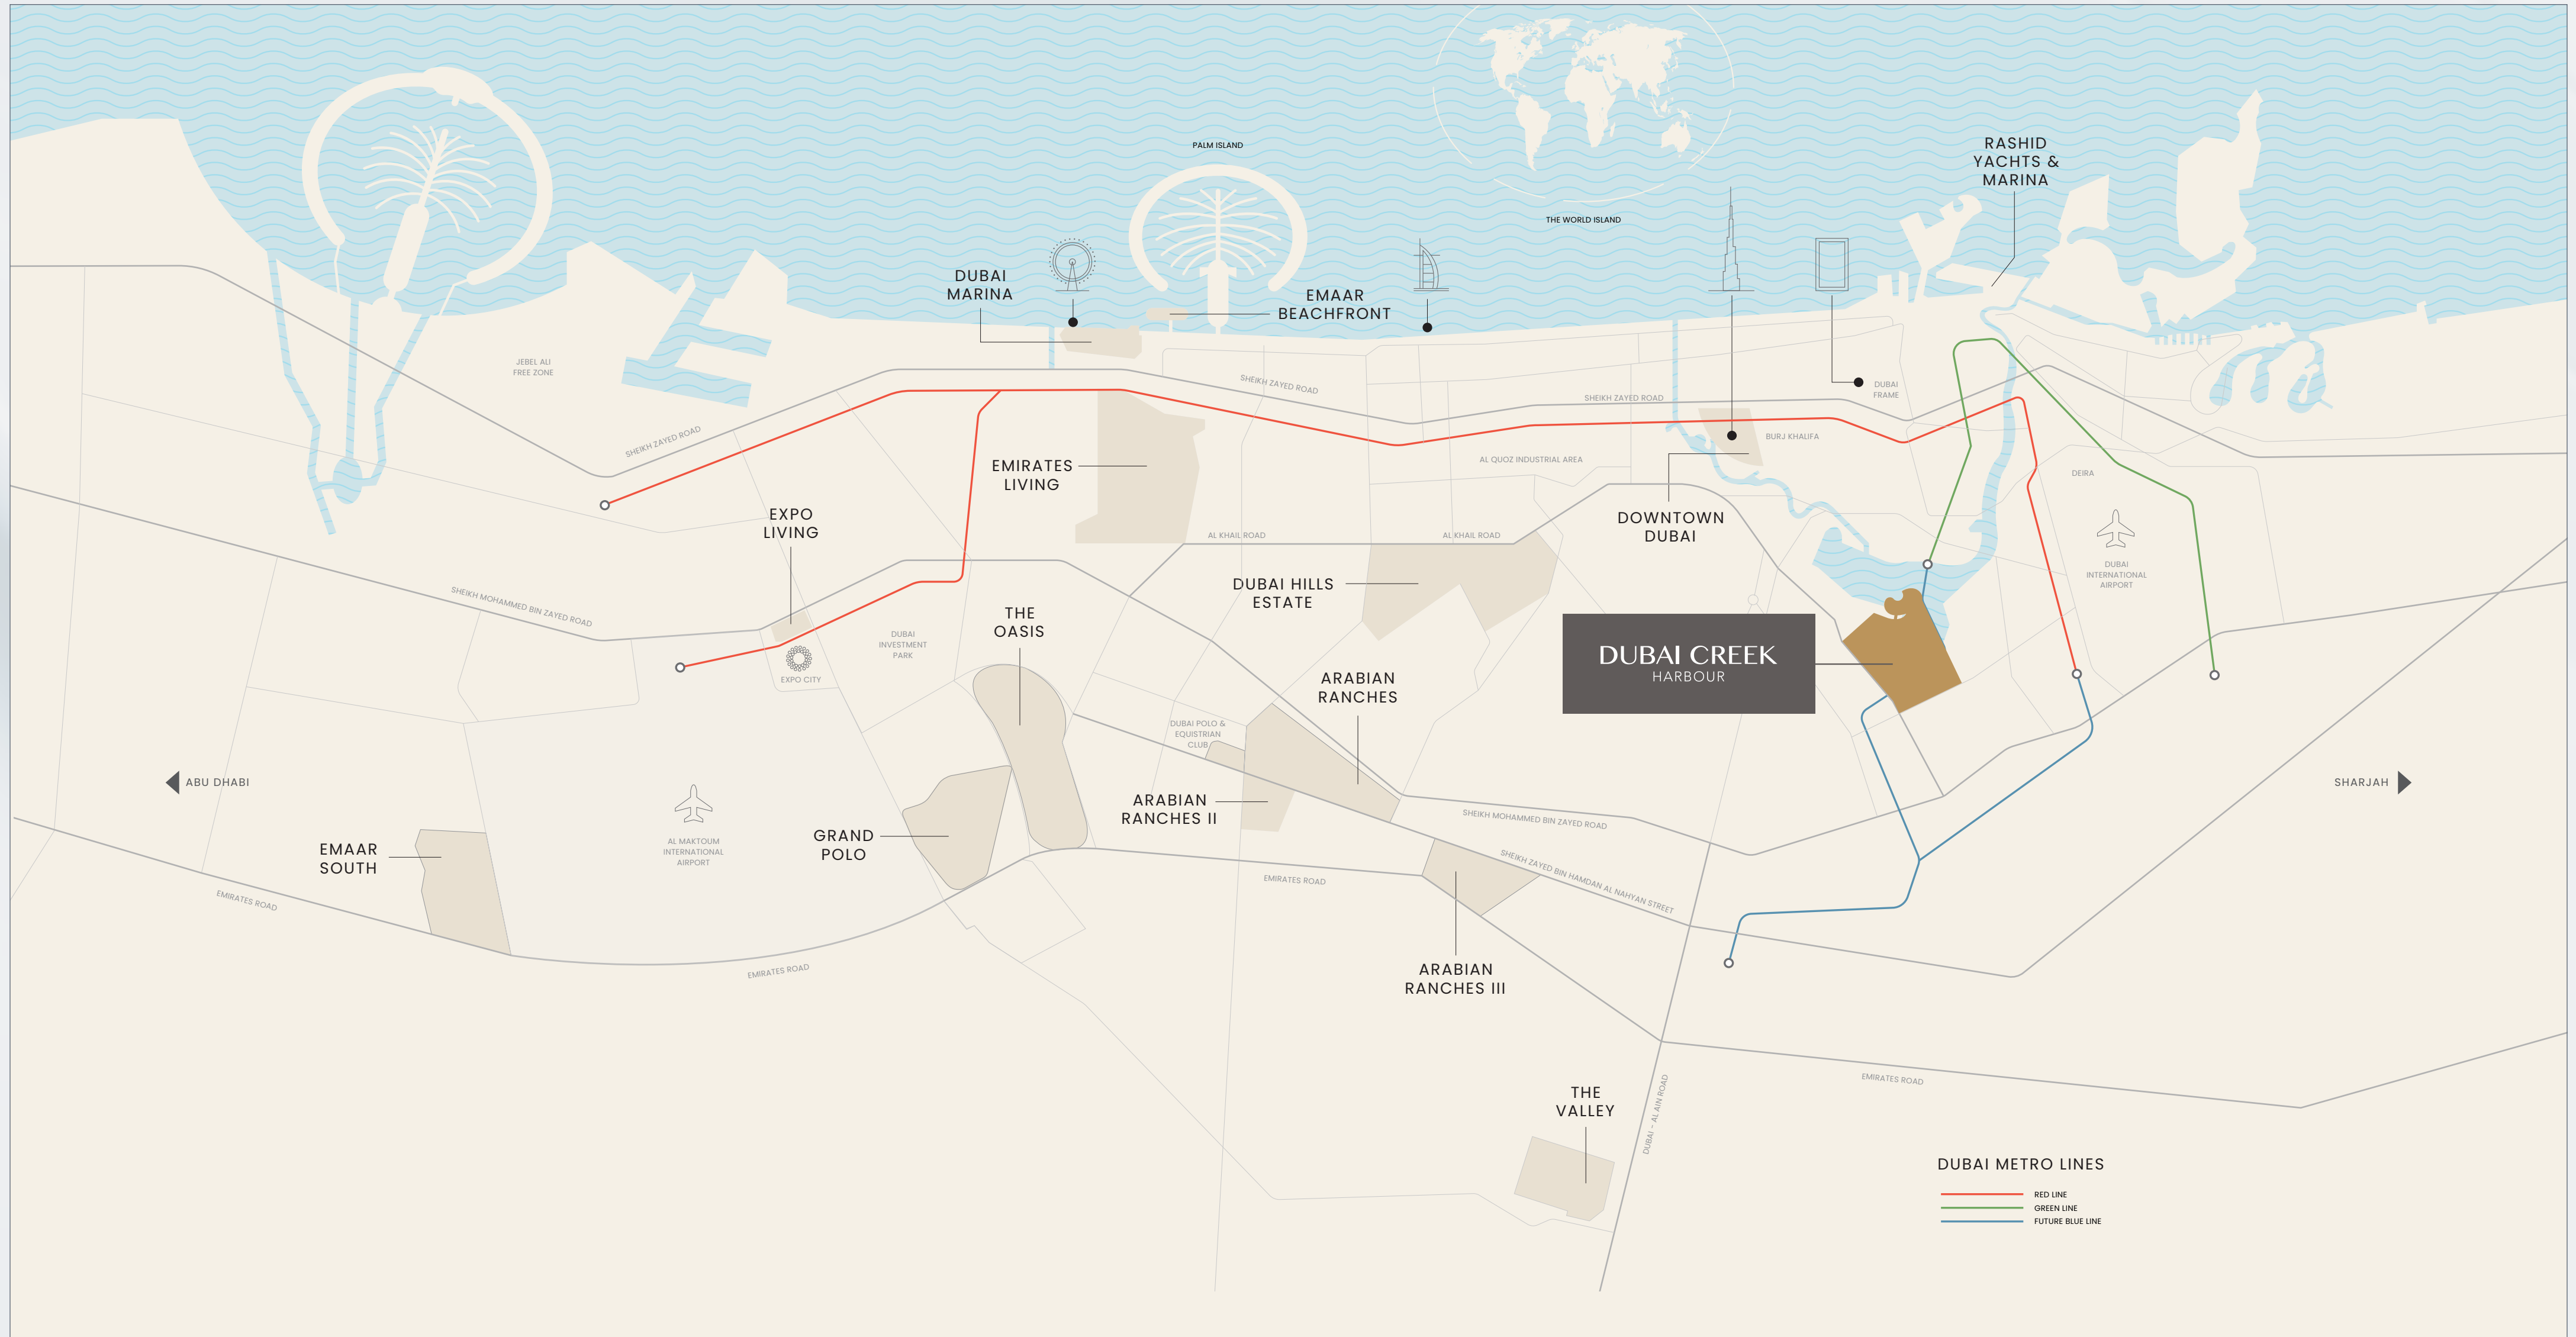 RASHID
YACHTS &
MARINA
PALM ISLAND
THE WORLD ISLAND
DUBAI
MARINA
EMAAR
BEACHFRONT
JEBEL ALI
FREE ZONE
SHEIKH ZAYED ROAD
SHEIKH ZAYED ROAD
SHEIKH ZAYED ROAD
DUBAI
FRAME
BURJ KHALIFA
EMIRATES
LIVING
AL QUOZ INDUSTRIAL AREA
DEIRA
EXPO
LIVING
DOWNTOWN
DUBAI
AL KHAIL ROAD
AL KHAIL ROAD
DUBAI
INTERNATIONAL
AIRPORT
DUBAI HILLS
ESTATE
SHEIKH MOHAMMED BIN ZAYED ROAD
THE
OASIS
DUBAI
INVESTMENT
PARK
DUBAI CREEK
HARBOUR
EXPO CITY
ARABIAN
RANCHES
DUBAI POLO &
EQUISTRIAN
CLUB
ABU DHABI
SHARJAH
ARABIAN
RANCHES II
SHEIKH MOHAMMED BIN ZAYED ROAD
GRAND
POLO
AL MAKTOUM
INTERNATIONAL
AIRPORT
EMAAR
SOUTH
EMIRATES ROAD
SHEIKH ZAYED BIN HAMDAN AL NAHYAN STREET
EMIRATES ROAD
EMIRATES ROAD
ARABIAN
RANCHES III
EMIRATES ROAD
THE
VALLEY
DUBAI - AL AIN ROAD
DUBAI METRO LINES
RED LINE
GREEN LINE
FUTURE BLUE LINE